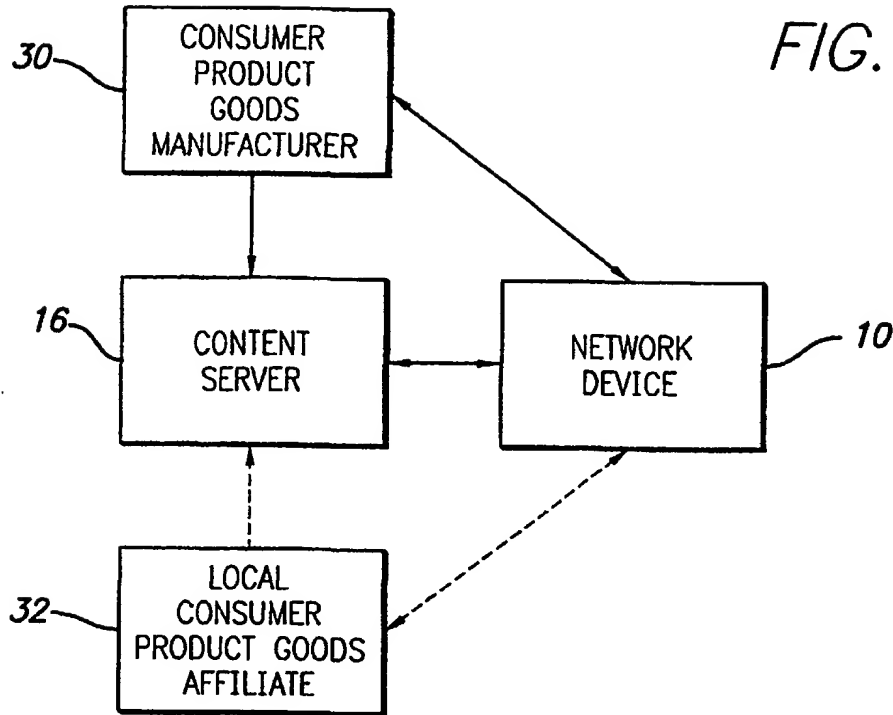 FIG.
30
CONSUMER
PRODUCT
GOODS
MANUFACTURER
16
CONTENT
SERVER
NETWORK
DEVICE
10
32
LOCAL
CONSUMER
PRODUCT GOODS
AFFILIATE